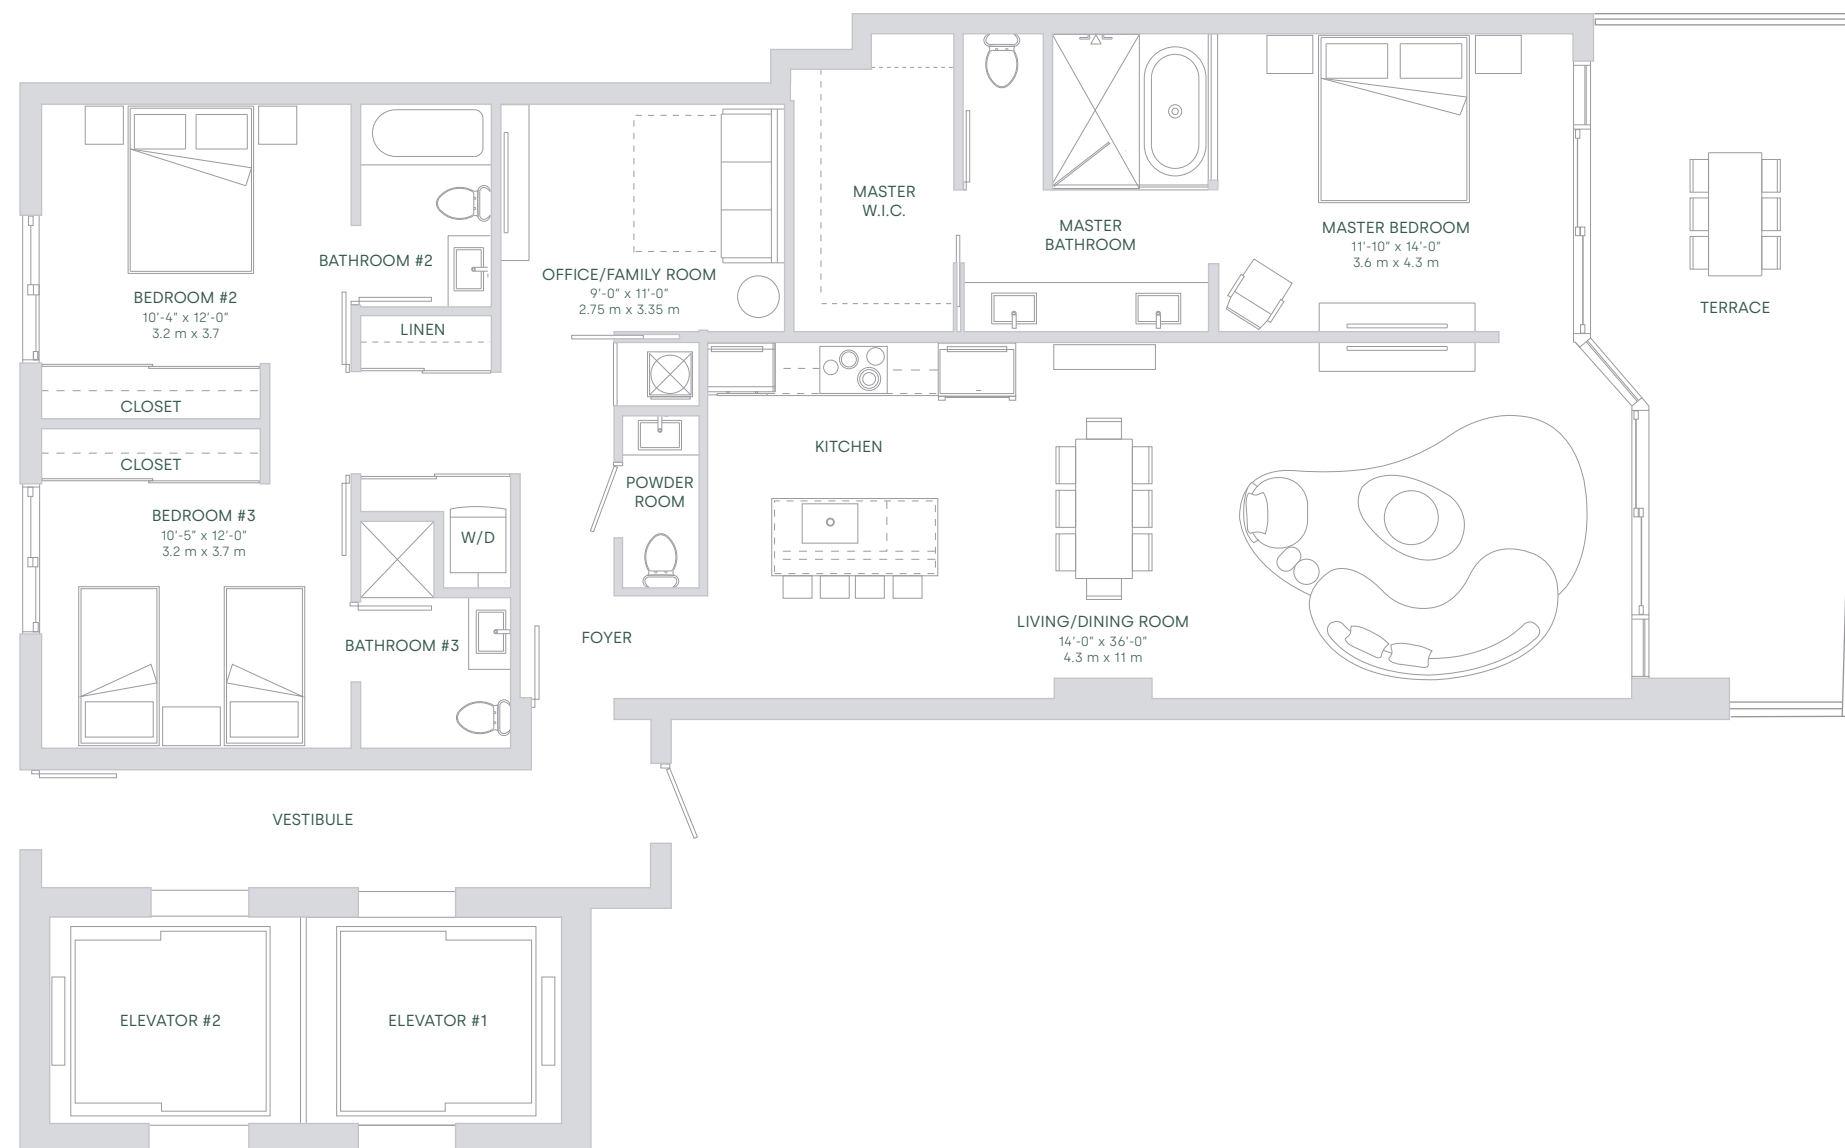 MASTER
W.I.C.
MASTER
BATHROOM
MASTER BEDROOM
11'-10" x 14'-0"
3.6 m x 4.3 m
TERRACE
BATHROOM #2
OFFICE/FAMILY ROOM
9'-0" x 11'-0"
2.75 m x 3.35 m
BEDROOM #2
10'-4" x 12'-0"
3.2 m x 3.7
LINEN
CLOSET
CLOSET
KITCHEN
POWDER
ROOM
BEDROOM #3
10'-5" x 12'-0"
3.2 m x 3.7 m
W/D
BATHROOM #3
FOYER
LIVING/DINING ROOM
14'-0" x 36'-0"
4.3 m x 11 m
VESTIBULE
ELEVATOR #2
ELEVATOR #1